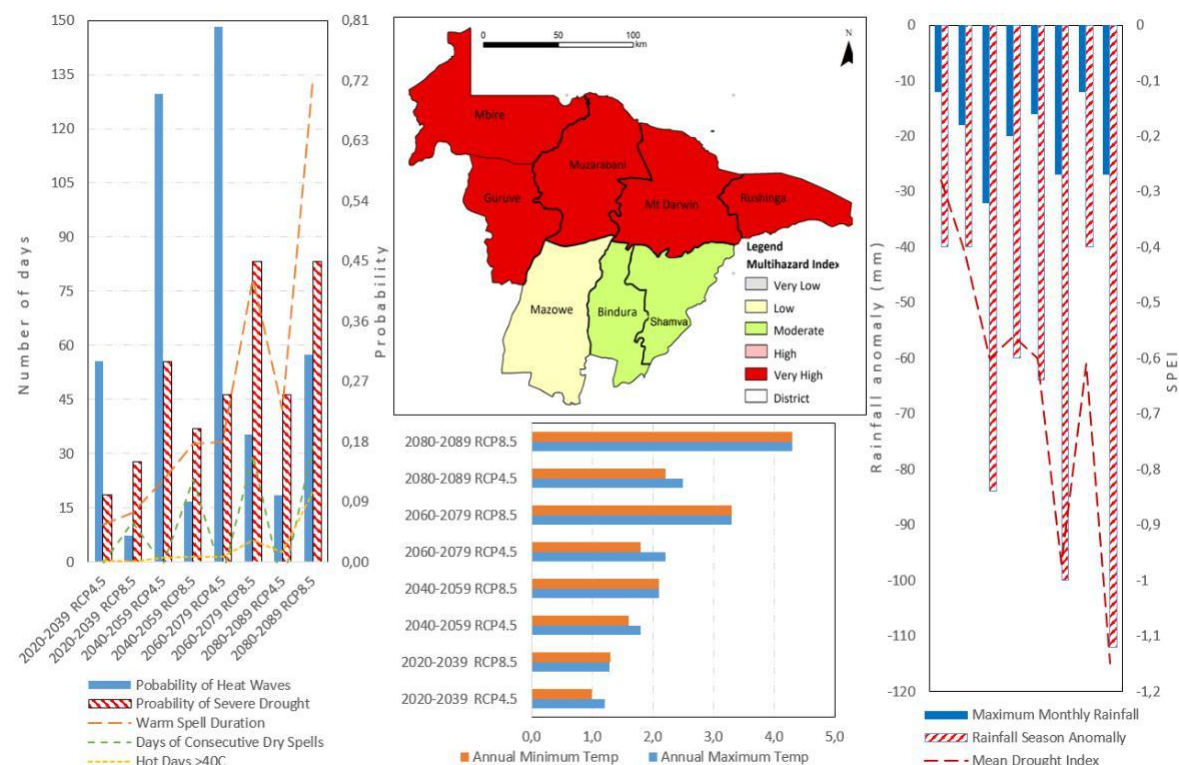 150
135
120
105
90
75
60
45
30
15
0
Number of days
0,81
0,72
0,63
0,54
0,45
0,36
0,27
0,18
0,09
0,00
Probability
2020-2039 RCP4.5
2020-2039 RCP8.5
2040-2059 RCP4.5
2040-2059 RCP8.5
2060-2079 RCP4.5
2060-2079 RCP8.5
2080-2089 RCP4.5
2080-2089 RCP8.5
Pobability of Heat Waves
Proability of Severe Drought
Warm Spell Duration
Days of Consecutive Dry Spells
Hot Days >40C
0 50 100
km
N
Mbire
Muzarabani
Guruve
Mt Darwin
Rushinga
Mazowe
Bindura
Shamva
Legend
Multihazard Index
Very Low
Low
Moderate
High
Very High
District
2080-2089 RCP8.5
2080-2089 RCP4.5
2060-2079 RCP8.5
2060-2079 RCP4.5
2040-2059 RCP8.5
2040-2059 RCP4.5
2020-2039 RCP8.5
2020-2039 RCP4.5
0,0 1,0 2,0 3,0 4,0 5,0
Annual Minimum Temp Annual Maximum Temp
-0
-10
-20
-30
-40
-50
-60
-70
-80
-90
-100
-110
-120
Rainfall anomaly (mm)
0
-0,1
-0,2
-0,3
-0,4
-0,5
-0,6
-0,7
-0,8
-0,9
-1
-1,1
-1,2
SPEI
Maximum Monthly Rainfall
Rainfall Season Anomally
Mean Drought Index